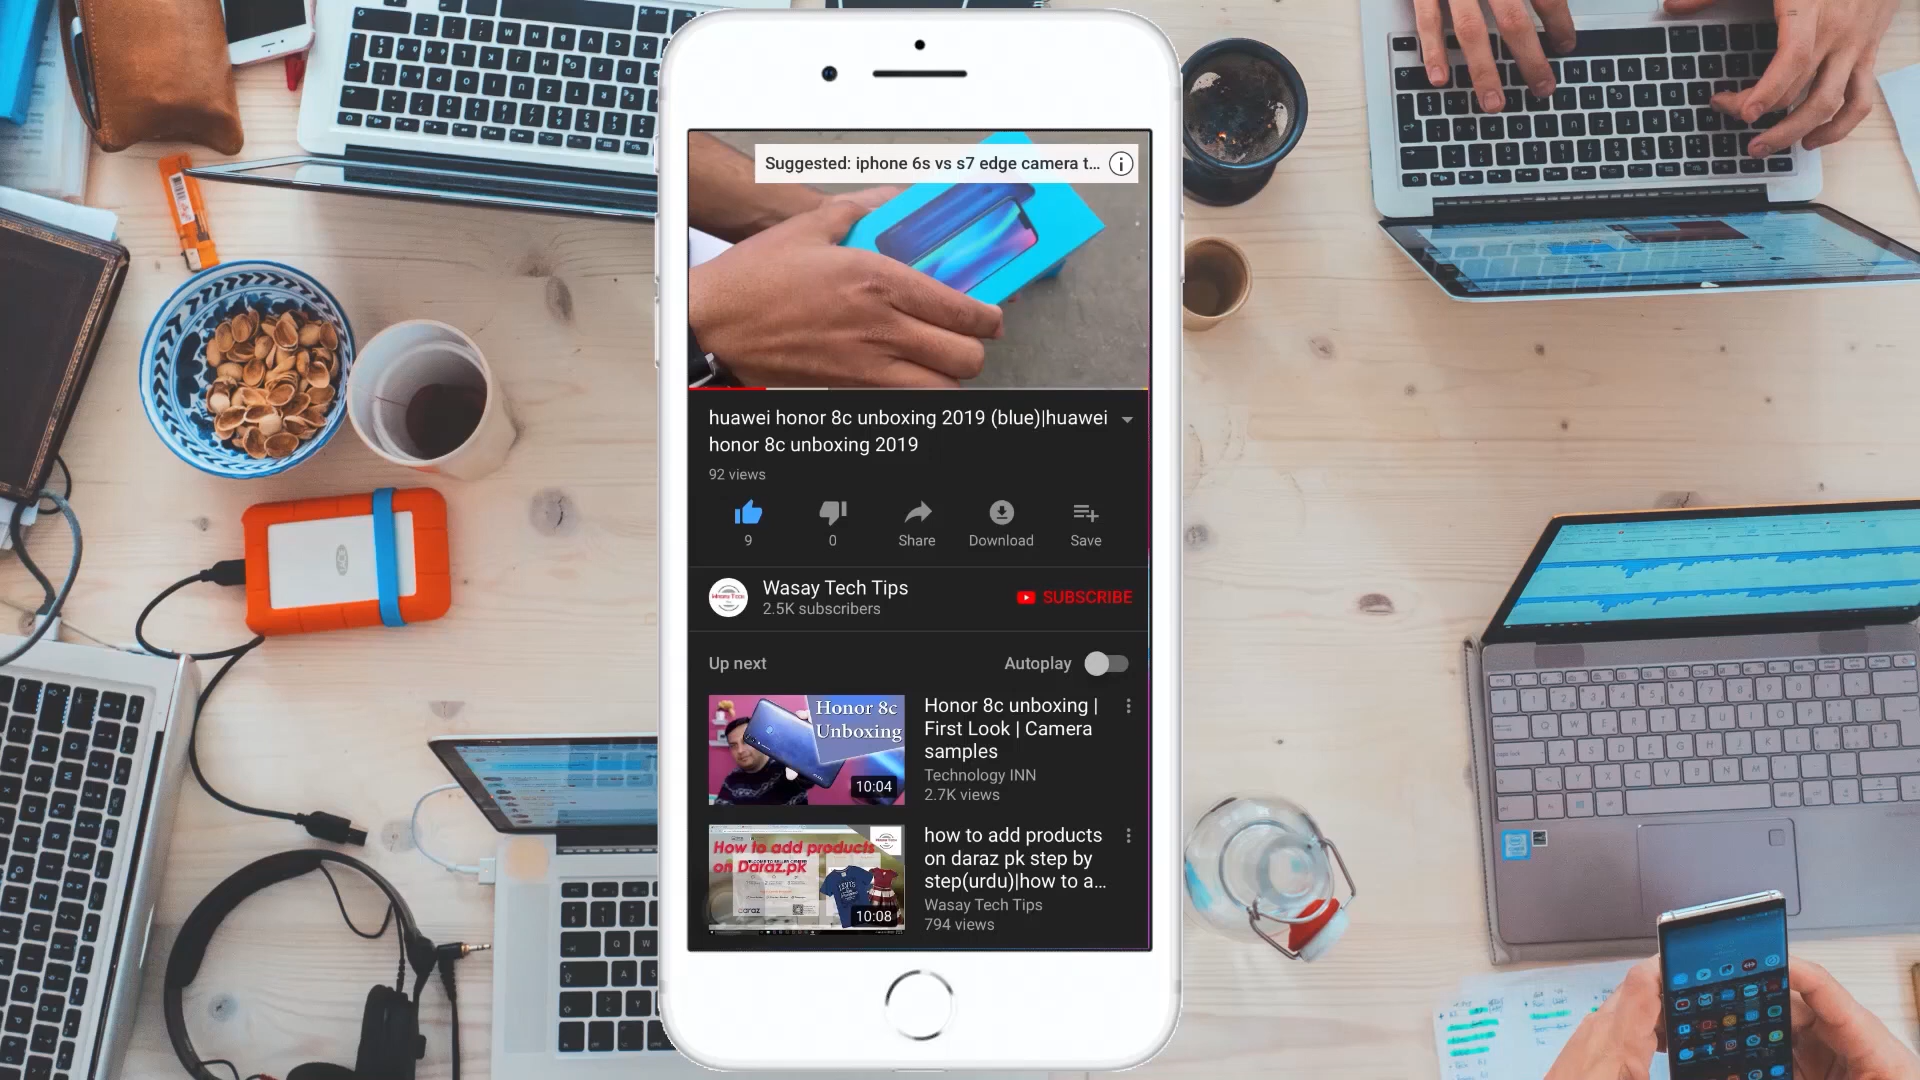 Suggested: iphone 6s vs s7 edge camera t...
huawei honor 8c unboxing 2019 (blue)|huawei
honor 8c unboxing 2019
92 views
9
0
Share
Download
Save
Wasay Tech Tips
2.5K subscribers
SUBSCRIBE
Up next
Autoplay
Honor 8c
Unboxing
10:04
Honor 8c unboxing |
First Look | Camera
samples
Technology INN
2.7K views
How to add products
on Daraz.pk
daraz
10:08
how to add products
on daraz pk step by
step(urdu)|how to a...
Wasay Tech Tips
794 views